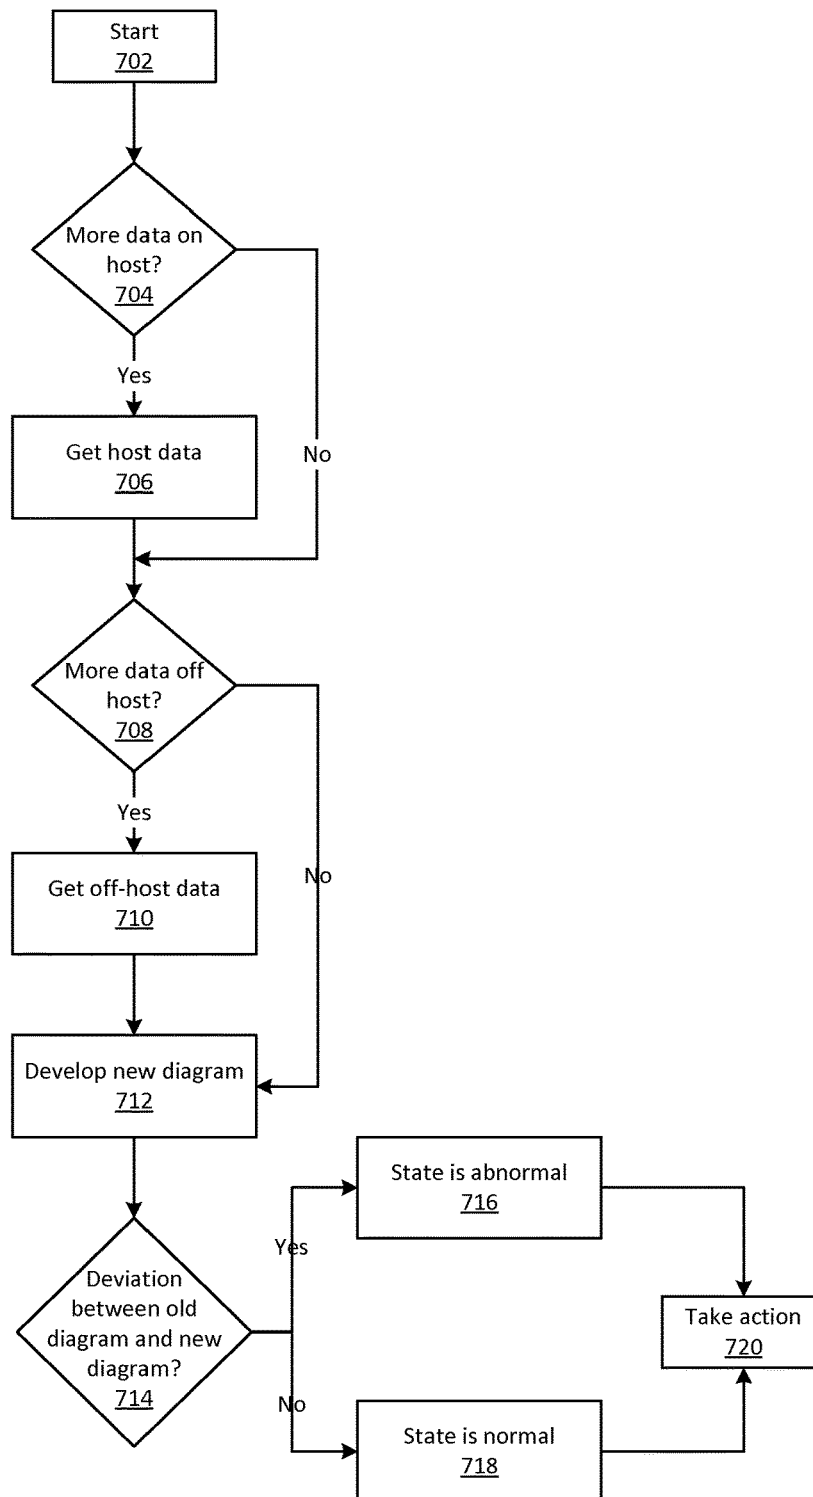 Start
702
More data on
host?
704
Yes
Get host data
706
No
More data off
host?
708
Yes
Get off-host data
710
No
Develop new diagram
712
Deviation
between old
diagram and new
diagram?
714
Yes
State is abnormal
716
No
State is normal
718
Take action
720